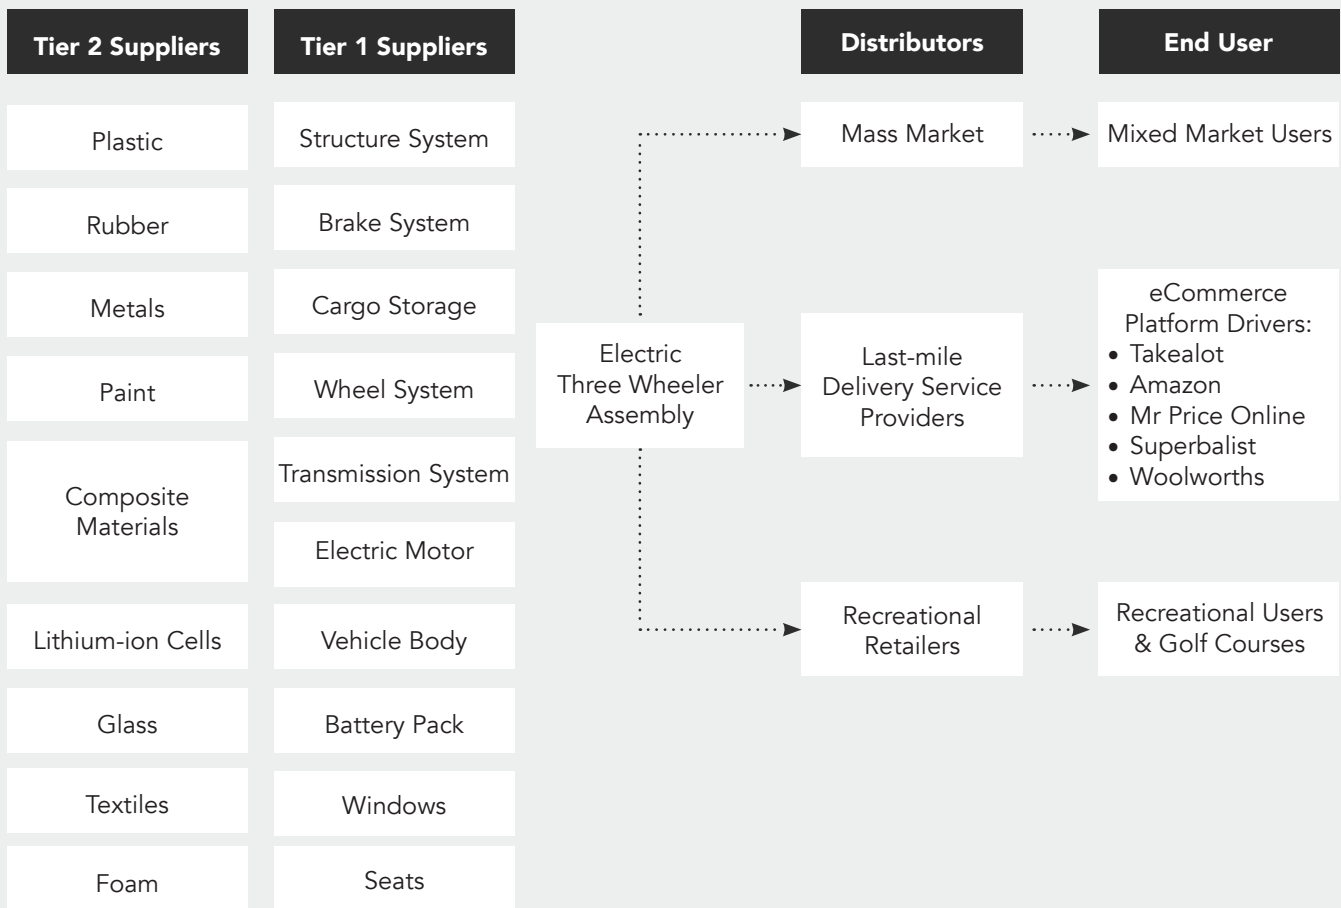 Tier 2 Suppliers
Plastic
Rubber
Metals
Paint
Composite
Materials
Lithium-ion Cells
Glass
Textiles
Foam
Tier 1 Suppliers
Structure System
Brake System
Cargo Storage
Wheel System
Transmission System
Electric Motor
Vehicle Body
Battery Pack
Windows
Seats
Electric
Three Wheeler
Assembly
Distributors
Mass Market
Last-mile
Delivery Service
Providers
Recreational
Retailers
End User
Mixed Market Users
eCommerce
Platform Drivers:
• Takealot
• Amazon
• Mr Price Online
• Superbalist
• Woolworths
Recreational Users
& Golf Courses